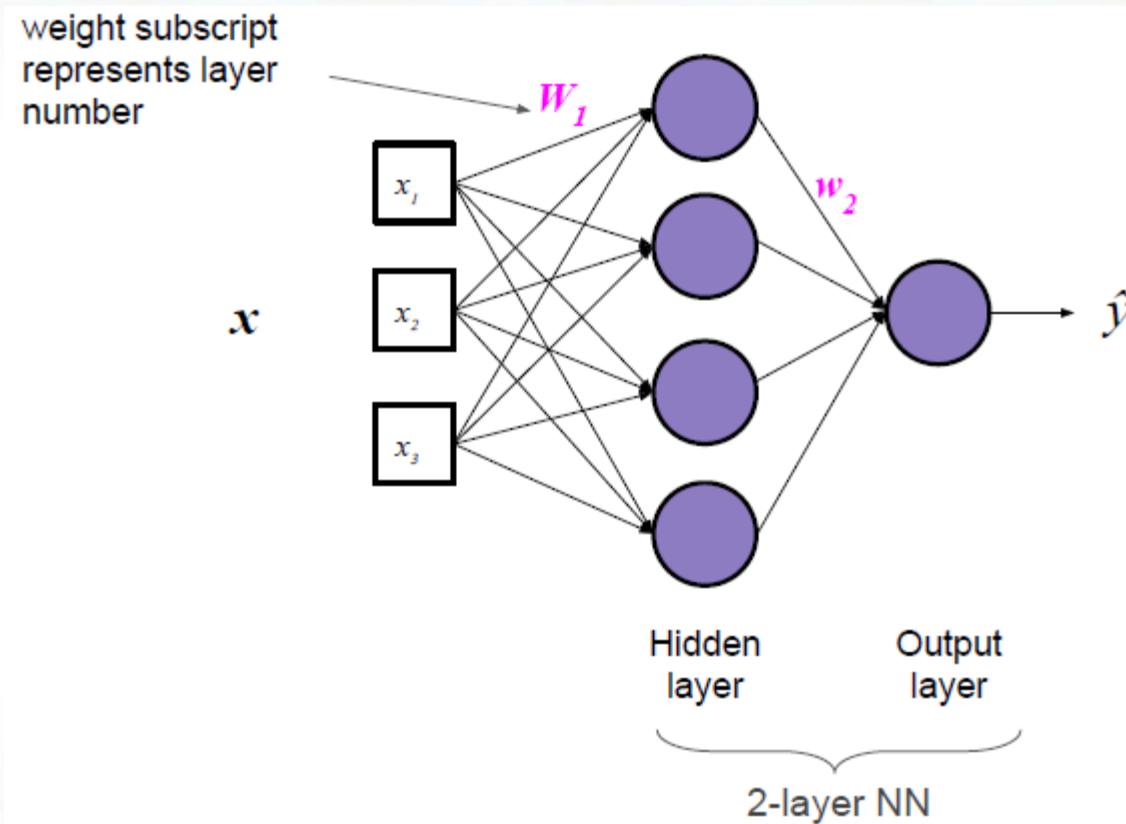 weight subscript
represents layer
number
W₁
x₁
w₂
x₂
x
ŷ
x₃
Hidden
layer
Output
layer
2-layer NN